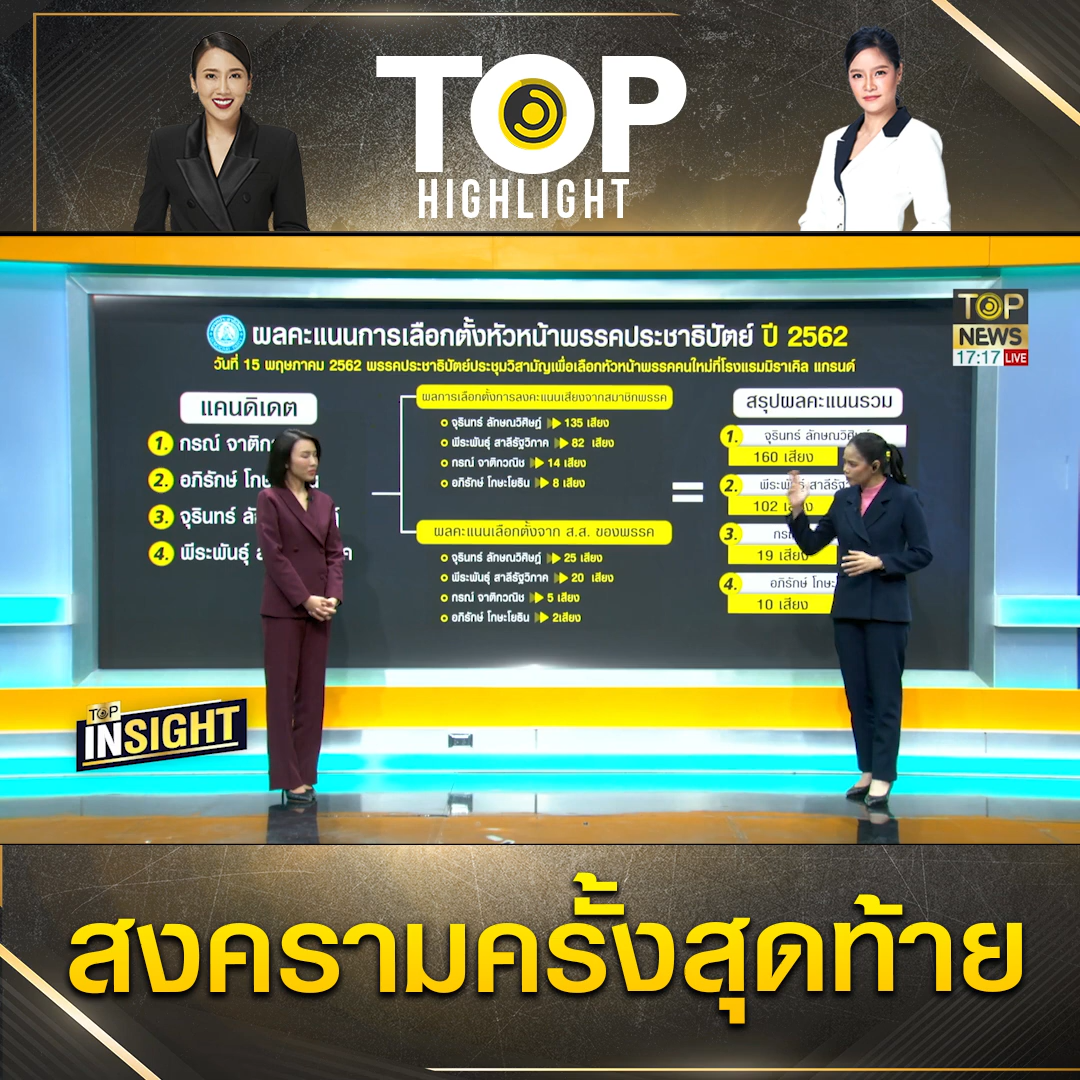 TOP
HIGHLIGHT
TOP
NEWS
17:17 LIVE
ผลคะแนนการเลือกตั้งหัวหน้าพรรคประชาธิปัตย์ ปี 2562
วันที่ 15 พฤษภาคม 2562 พรรคประชาธิปัตย์ประชุมวิสามัญเพื่อเลือกหัวหน้าพรรคคนใหม่ที่โรงแรมมิราเคิล แกรนด์
แคนดิเดต
1. กรณ์
2. อภิรักษ์
3. จุรินทร์
4. พีระพันธุ์
ผลการเลือกตั้งการลงคะแนนเสียงจากสมาชิกพรรค
จุรินทร์ ลักษณวิศิษฏ์ 135 เสียง
พีระพันธุ์ สาลีรัฐวิภาค 82 เสียง
กรณ์ จาติกวณิช 14 เสียง
อภิรักษ์ โกษะโยธิน 8 เสียง
ผลคะแนนเลือกตั้งจาก ส.ส. ของพรรค
จุรินทร์ ลักษณวิศิษฏ์ 25 เสียง
พีระพันธุ์ สาลีรัฐวิภาค 20 เสียง
กรณ์ จาติกวณิช 5 เสียง
อภิรักษ์ โกษะโยธิน 2เสียง
=
สรุปผลคะแนนรวม
1. จุรินทร์
160 เสียง
2. พีระพันธุ์
102
3.
19 เสียง
4. อภิรักษ์
10 เสียง
TOP
INSIGHT
สงครามครั้งสุดท้าย